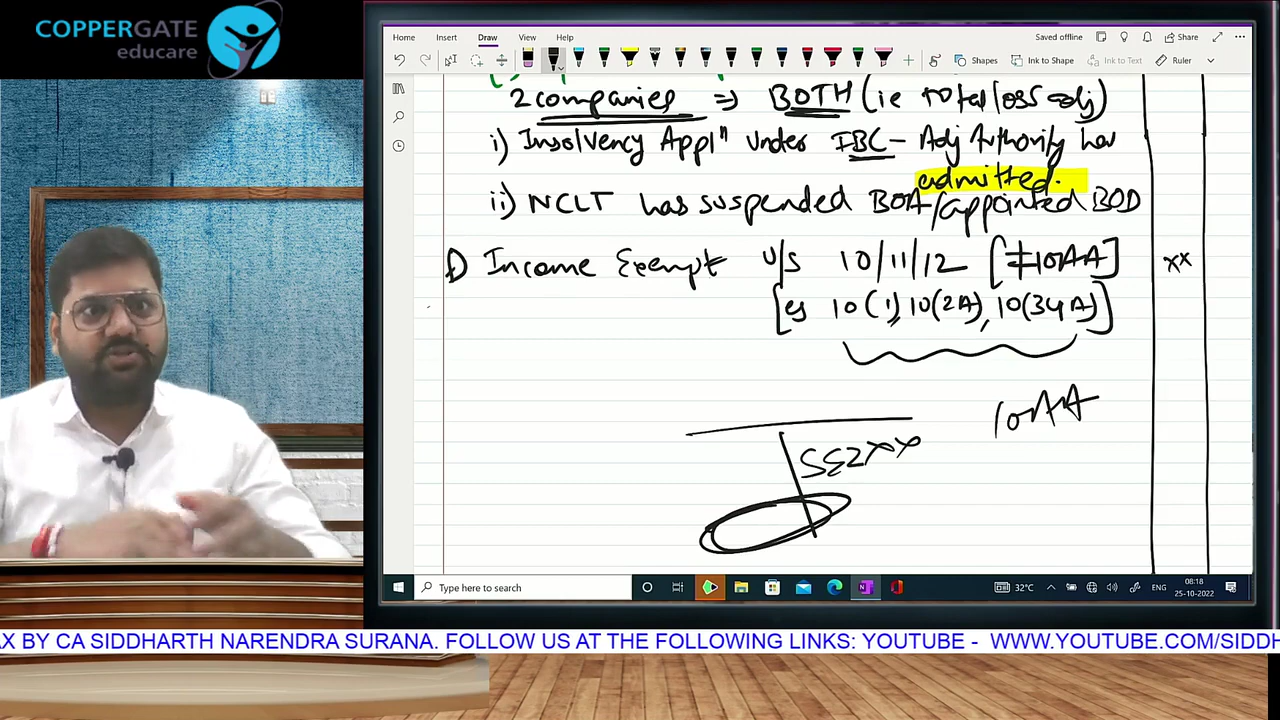 COPPERGATE
educare
Home Insert Draw View Help
Saved offline
Share
Shapes
Ink to Shape
Ink to Text
Ruler
2 companies ⇒ BOTH (ie total loss adj)
i) Insolvency Appl" under IBC - Adj Authority has
admitted.
ii) NCLT has suspended BOA/appointed BOD
D Income Exempt u/s 10/11/12 [≠10AA] xx
[eg 10(1), 10(2A), 10(34A)]
10AA
SEZ xx
Type here to search
32°C
ENG
08:18
25-10-2022
AX BY CA SIDDHARTH NARENDRA SURANA. FOLLOW US AT THE FOLLOWING LINKS: YOUTUBE - WWW.YOUTUBE.COM/SIDDH